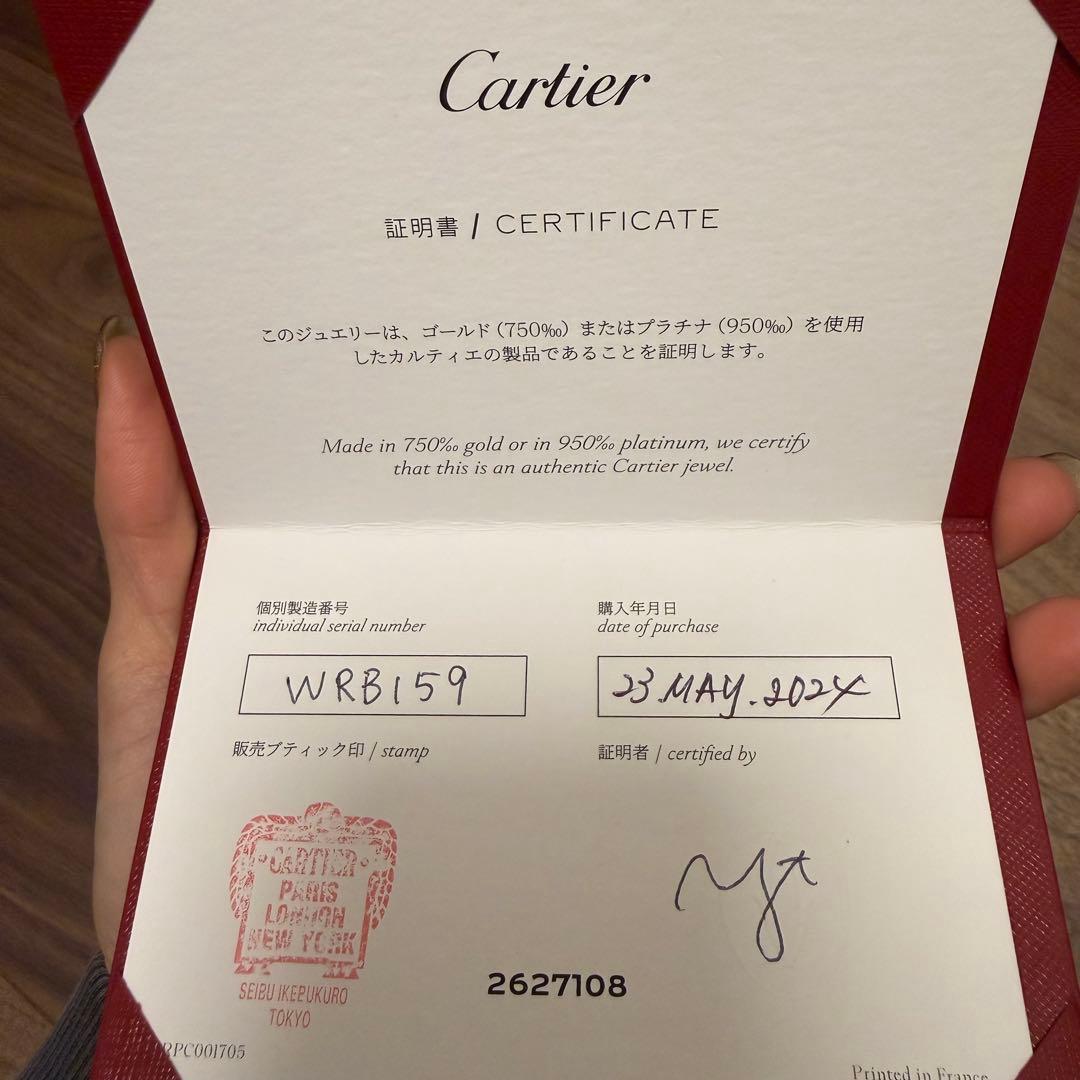 Cartier
証明書 / CERTIFICATE
このジュエリーは、ゴールド（750‰）またはプラチナ（950‰）を使用
したカルティエの製品であることを証明します。
Made in 750‰ gold or in 950‰ platinum, we certify
that this is an authentic Cartier jewel.
個別製造番号
individual serial number
WRB159
購入年月日
date of purchase
23.MAY.2024
販売ブティック印 / stamp
証明者 / certified by
CARTIER
PARIS
LONDON
NEW YORK
SEIBU IKEBUKURO
TOKYO
2627108
RPC001705
Printed in France